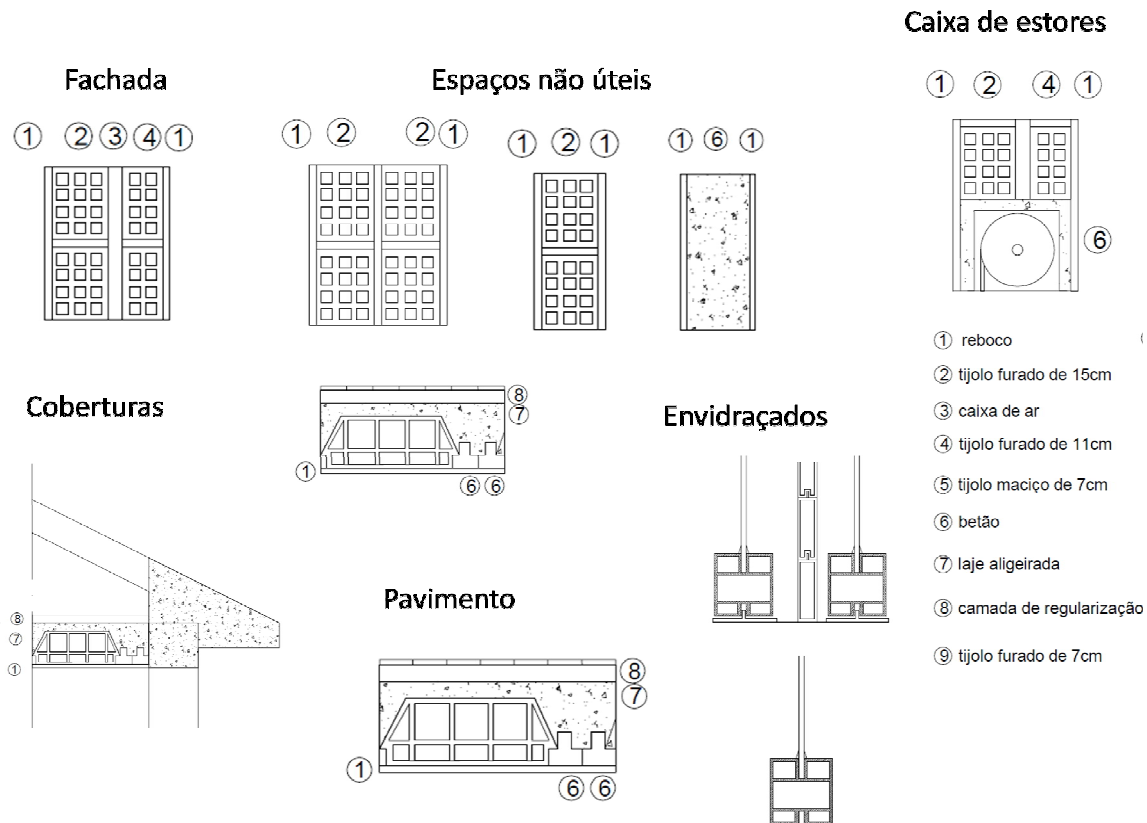 Caixa de estores
Fachada
Espaços não úteis
1 2 4 1
1 2 3 4 1
1 2 2 1
1 2 1
1 6 1
6
1 reboco
2 tijolo furado de 15cm
3 caixa de ar
4 tijolo furado de 11cm
5 tijolo maciço de 7cm
6 betão
7 laje aligeirada
8 camada de regularização
9 tijolo furado de 7cm
Coberturas
8
7
1
6 6
Envidraçados
8
7
1
Pavimento
8
7
1
6 6